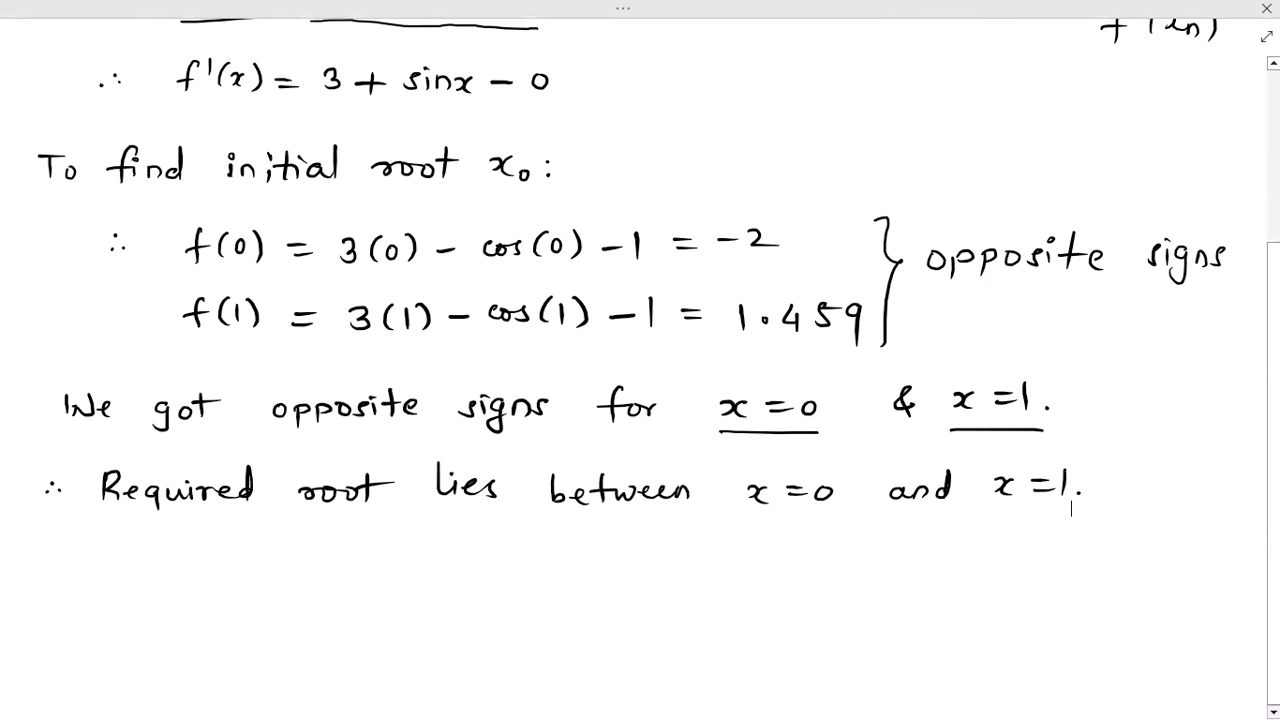 ∴ f'(x) = 3 + sinx - 0
To find initial root x₀:
∴ f(0) = 3(0) - cos(0) - 1 = -2
f(1) = 3(1) - cos(1) - 1 = 1.459
} opposite signs
We got opposite signs for x = 0 & x = 1.
∴ Required root lies between x = 0 and x = 1.